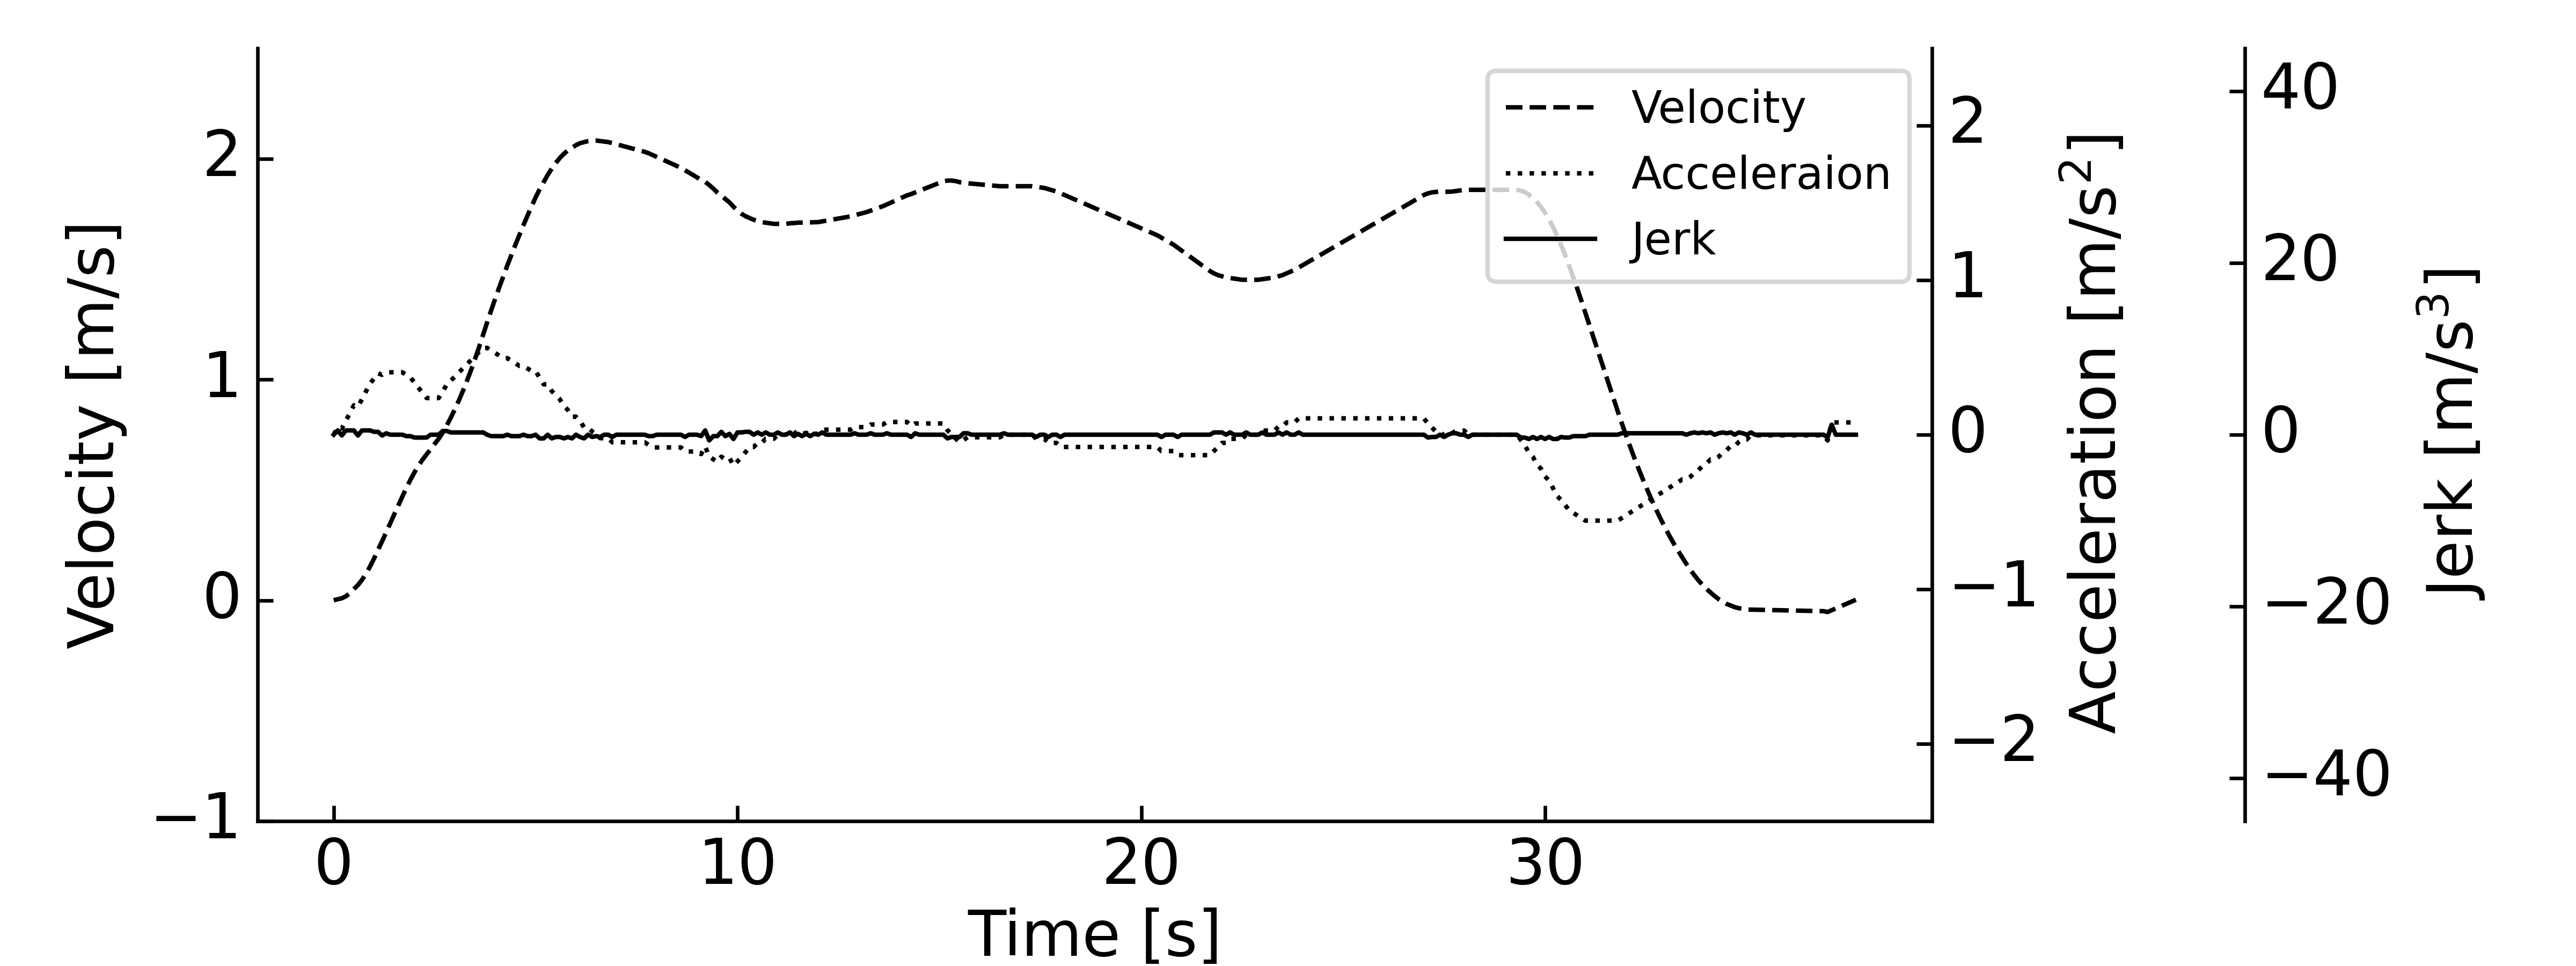 Velocity [m/s]
2
1
0
−1
0 10 20 30
Time [s]
Velocity
Acceleraion
Jerk
2
1
0
−1
−2
Acceleration [m/s²]
40
20
0
−20
−40
Jerk [m/s³]